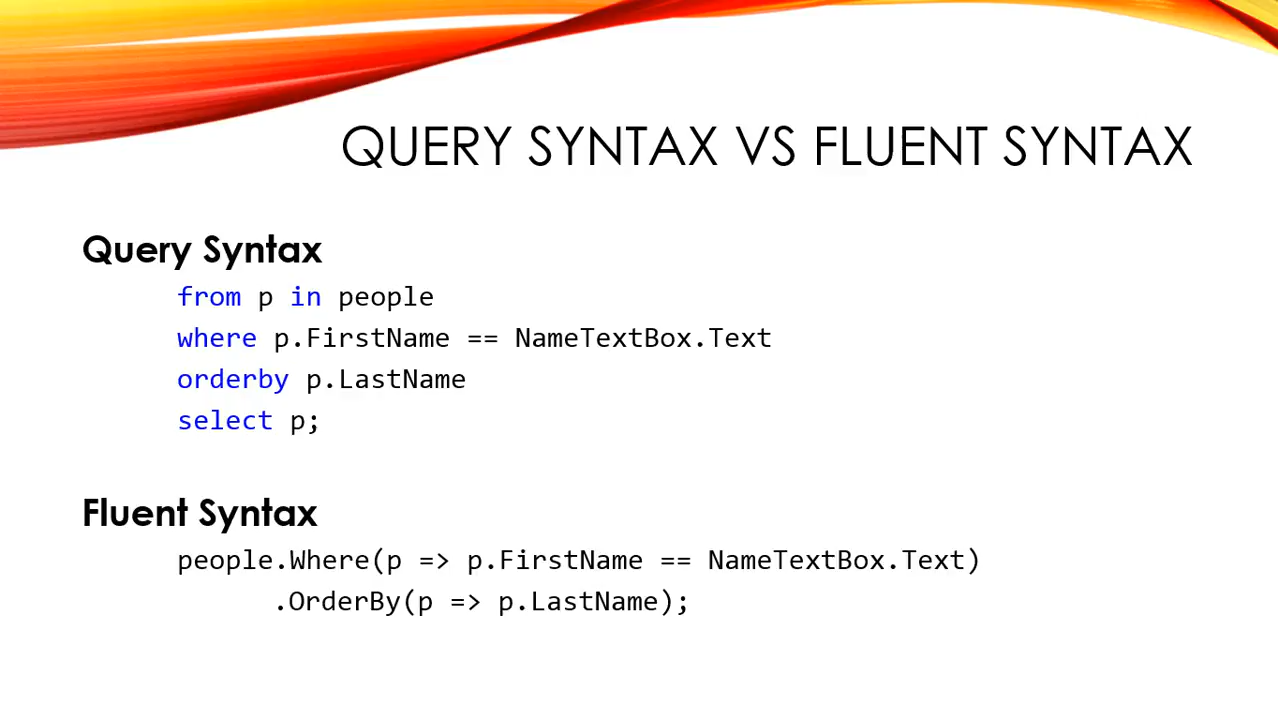 QUERY SYNTAX VS FLUENT SYNTAX
Query Syntax
from p in people
where p.FirstName == NameTextBox.Text
orderby p.LastName
select p;
Fluent Syntax
people.Where(p => p.FirstName == NameTextBox.Text)
.OrderBy(p => p.LastName);